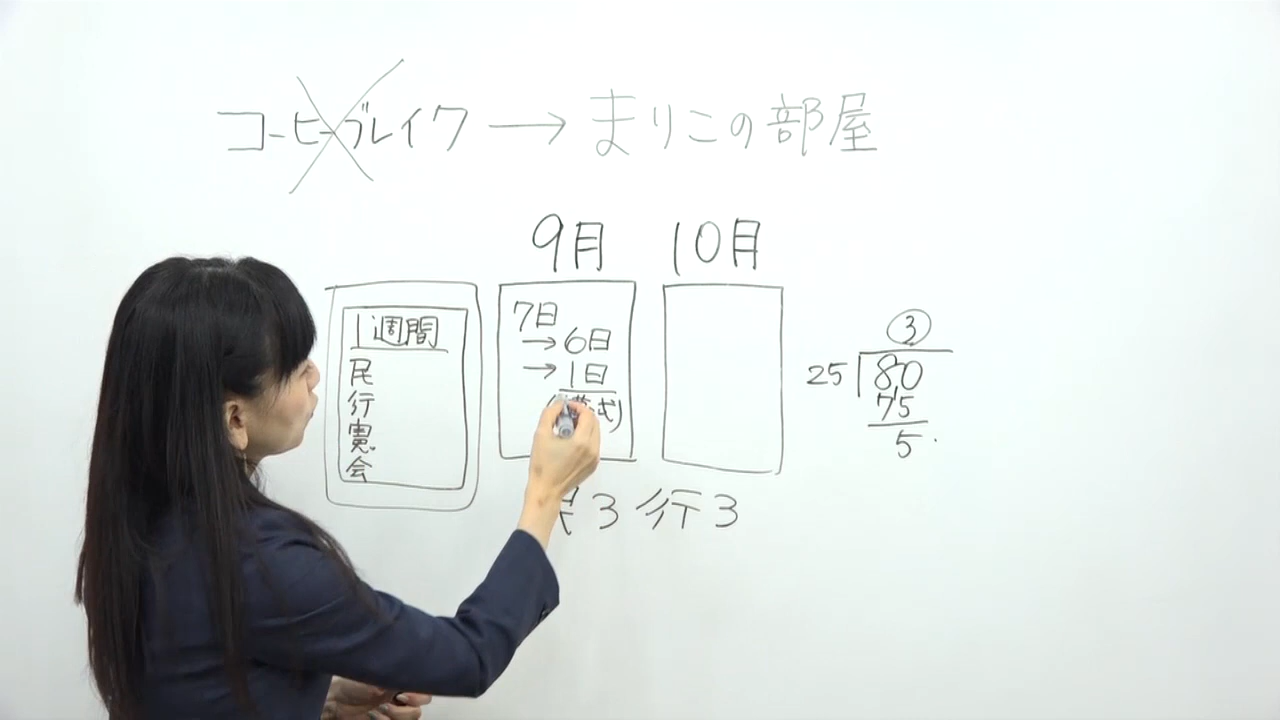 コーヒーブレイク → まりこの部屋
9月 10月
1週間
民
行
憲
会
7日
→6日
→1日
式)
3 行3
③
25 80
75
5